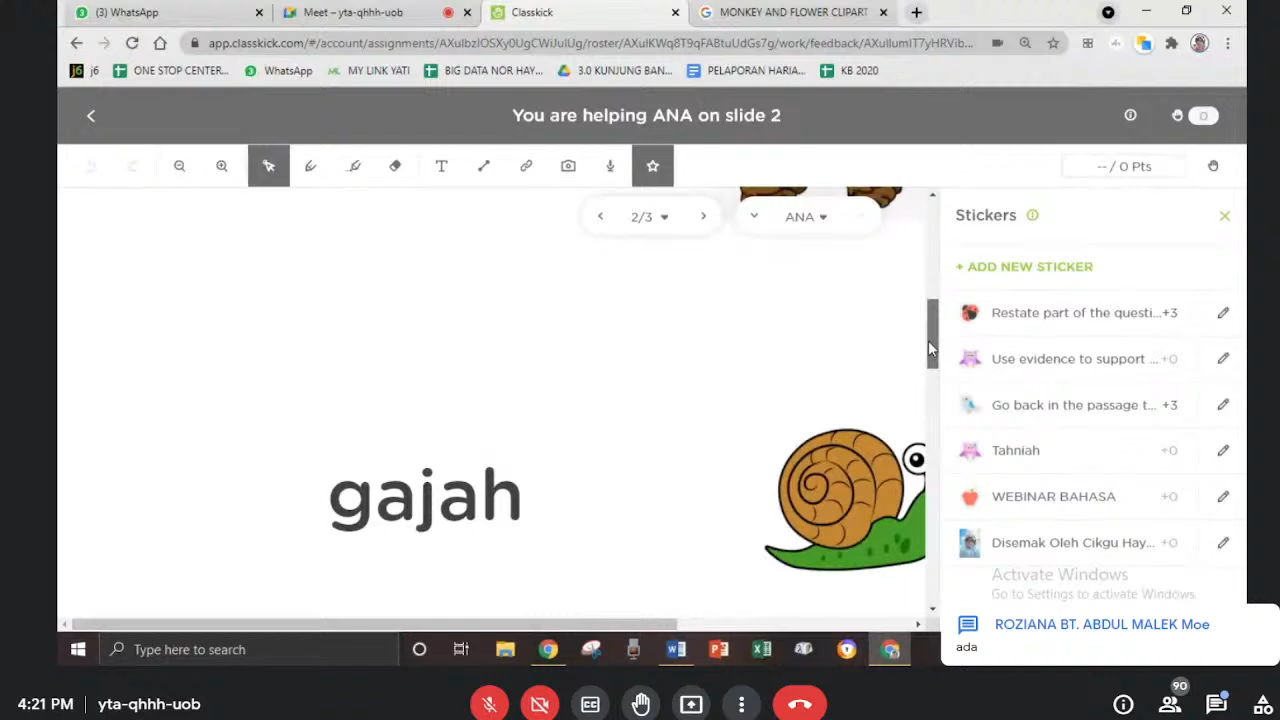 (3) WhatsApp
Meet – yta-qhhh-uob
Classkick
MONKEY AND FLOWER CLIPART
app.classkick.com/#/account/assignments/AXuIbzlOSXy0UgCWiJuIUg/roster/AXuIKWq8T9qFABtuUdGs7g/work/feedback/AXuIlumIT7yHRVib...
j6
ONE STOP CENTER...
WhatsApp
MY LINK YATI
BIG DATA NOR HAY...
3.0 KUNJUNG BAN...
PELAPORAN HARIA...
KB 2020
You are helping ANA on slide 2
0
-- / 0 Pts
2/3
ANA
Stickers
+ ADD NEW STICKER
Restate part of the questi...+3
Use evidence to support ... +0
Go back in the passage t... +3
gajah
Tahniah +0
WEBINAR BAHASA +0
Disemak Oleh Cikgu Hay... +0
Activate Windows
Go to Settings to activate Windows
ROZIANA BT. ABDUL MALEK Moe
ada
Type here to search
4:21 PM | yta-qhhh-uob
90